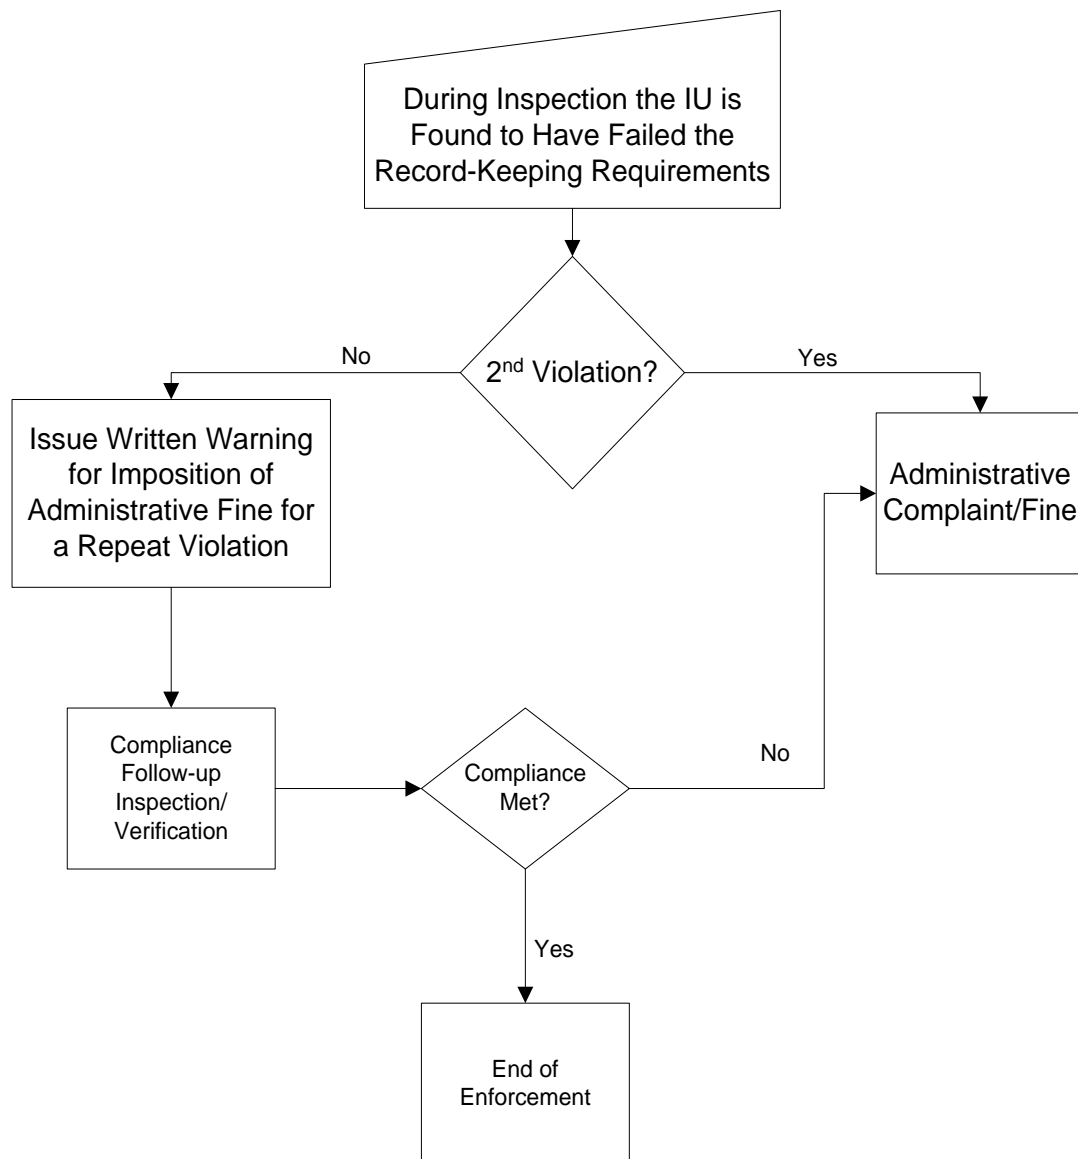 During Inspection the IU is
Found to Have Failed the
Record-Keeping Requirements
2nd Violation?
No
Yes
Issue Written Warning
for Imposition of
Administrative Fine for
a Repeat Violation
Administrative
Complaint/Fine
Compliance
Follow-up
Inspection/
Verification
Compliance
Met?
No
Yes
End of
Enforcement